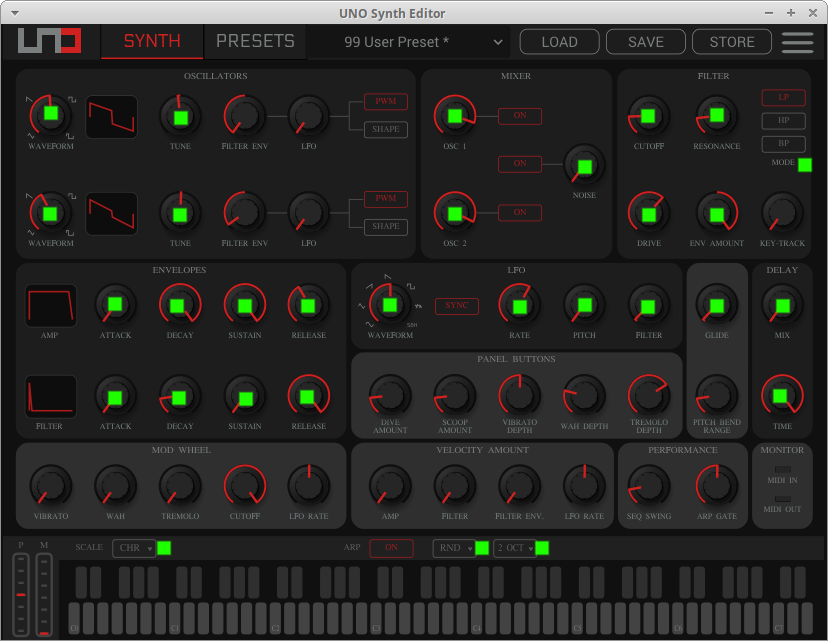 UNO Synth Editor
UNO
SYNTH
PRESETS
99 User Preset *
LOAD
SAVE
STORE
OSCILLATORS
WAVEFORM
TUNE
FILTER ENV
LFO
PWM
SHAPE
WAVEFORM
TUNE
FILTER ENV
LFO
PWM
SHAPE
MIXER
OSC 1
ON
ON
NOISE
OSC 2
ON
FILTER
CUTOFF
RESONANCE
LP
HP
BP
MODE
DRIVE
ENV AMOUNT
KEY-TRACK
ENVELOPES
AMP
ATTACK
DECAY
SUSTAIN
RELEASE
FILTER
ATTACK
DECAY
SUSTAIN
RELEASE
LFO
WAVEFORM
S&H
SYNC
RATE
PITCH
FILTER
GLIDE
PITCH BEND
RANGE
DELAY
MIX
TIME
PANEL BUTTONS
DIVE
AMOUNT
SCOOP
AMOUNT
VIBRATO
DEPTH
WAH DEPTH
TREMOLO
DEPTH
MOD WHEEL
VIBRATO
WAH
TREMOLO
CUTOFF
LFO RATE
VELOCITY AMOUNT
AMP
FILTER
FILTER ENV.
LFO RATE
PERFORMANCE
SEQ SWING
ARP GATE
MONITOR
MIDI IN
MIDI OUT
P
M
SCALE
CHR
ARP
ON
RND
2 OCT
C0
C1
C2
C3
C4
C5
C6
C7